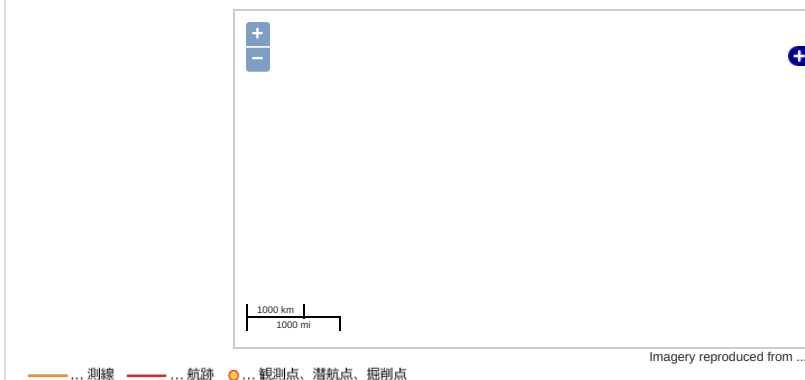 +
−
+
1000 km
1000 mi
Imagery reproduced from ...
... 測線 ... 航跡 ... 観測点、潜航点、掘削点